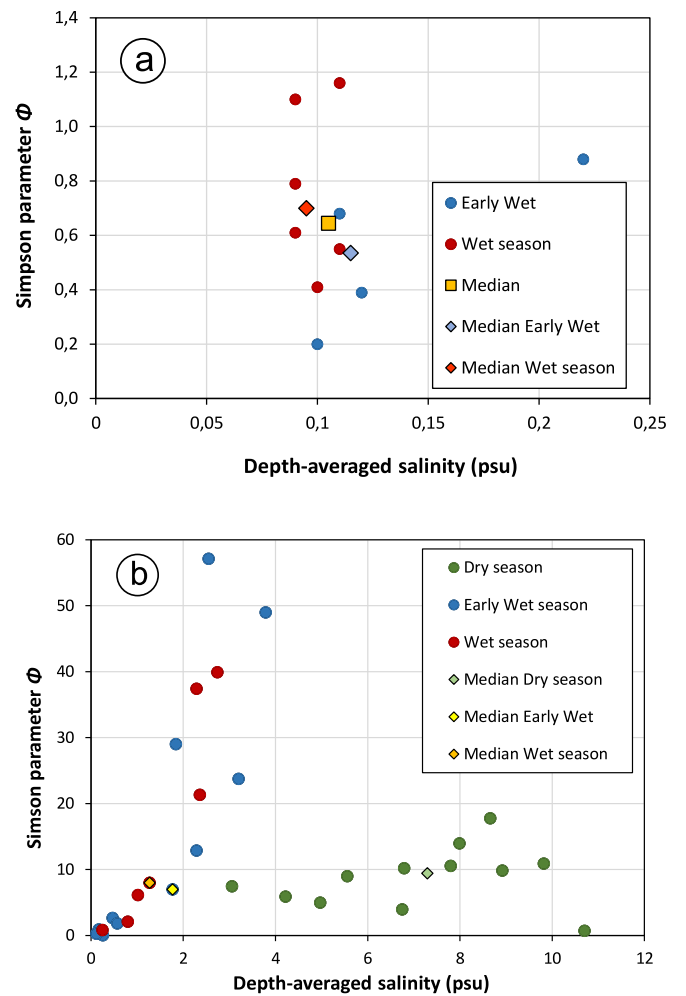 1,4
1,2
1,0
0,8
0,6
0,4
0,2
0,0
Simpson parameter Φ
a
Early Wet
Wet season
Median
Median Early Wet
Median Wet season
0 0,05 0,1 0,15 0,2 0,25
Depth-averaged salinity (psu)
60
50
40
30
20
10
0
Simson parameter Φ
b
Dry season
Early Wet season
Wet season
Median Dry season
Median Early Wet
Median Wet season
0 2 4 6 8 10 12
Depth-averaged salinity (psu)